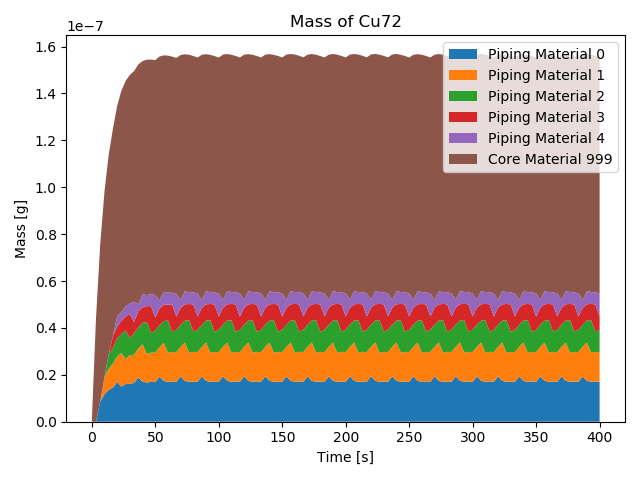 Mass of Cu72
1e−7
Mass [g]
1.6
1.4
1.2
1.0
0.8
0.6
0.4
0.2
0.0
Piping Material 0
Piping Material 1
Piping Material 2
Piping Material 3
Piping Material 4
Core Material 999
0 50 100 150 200 250 300 350 400
Time [s]